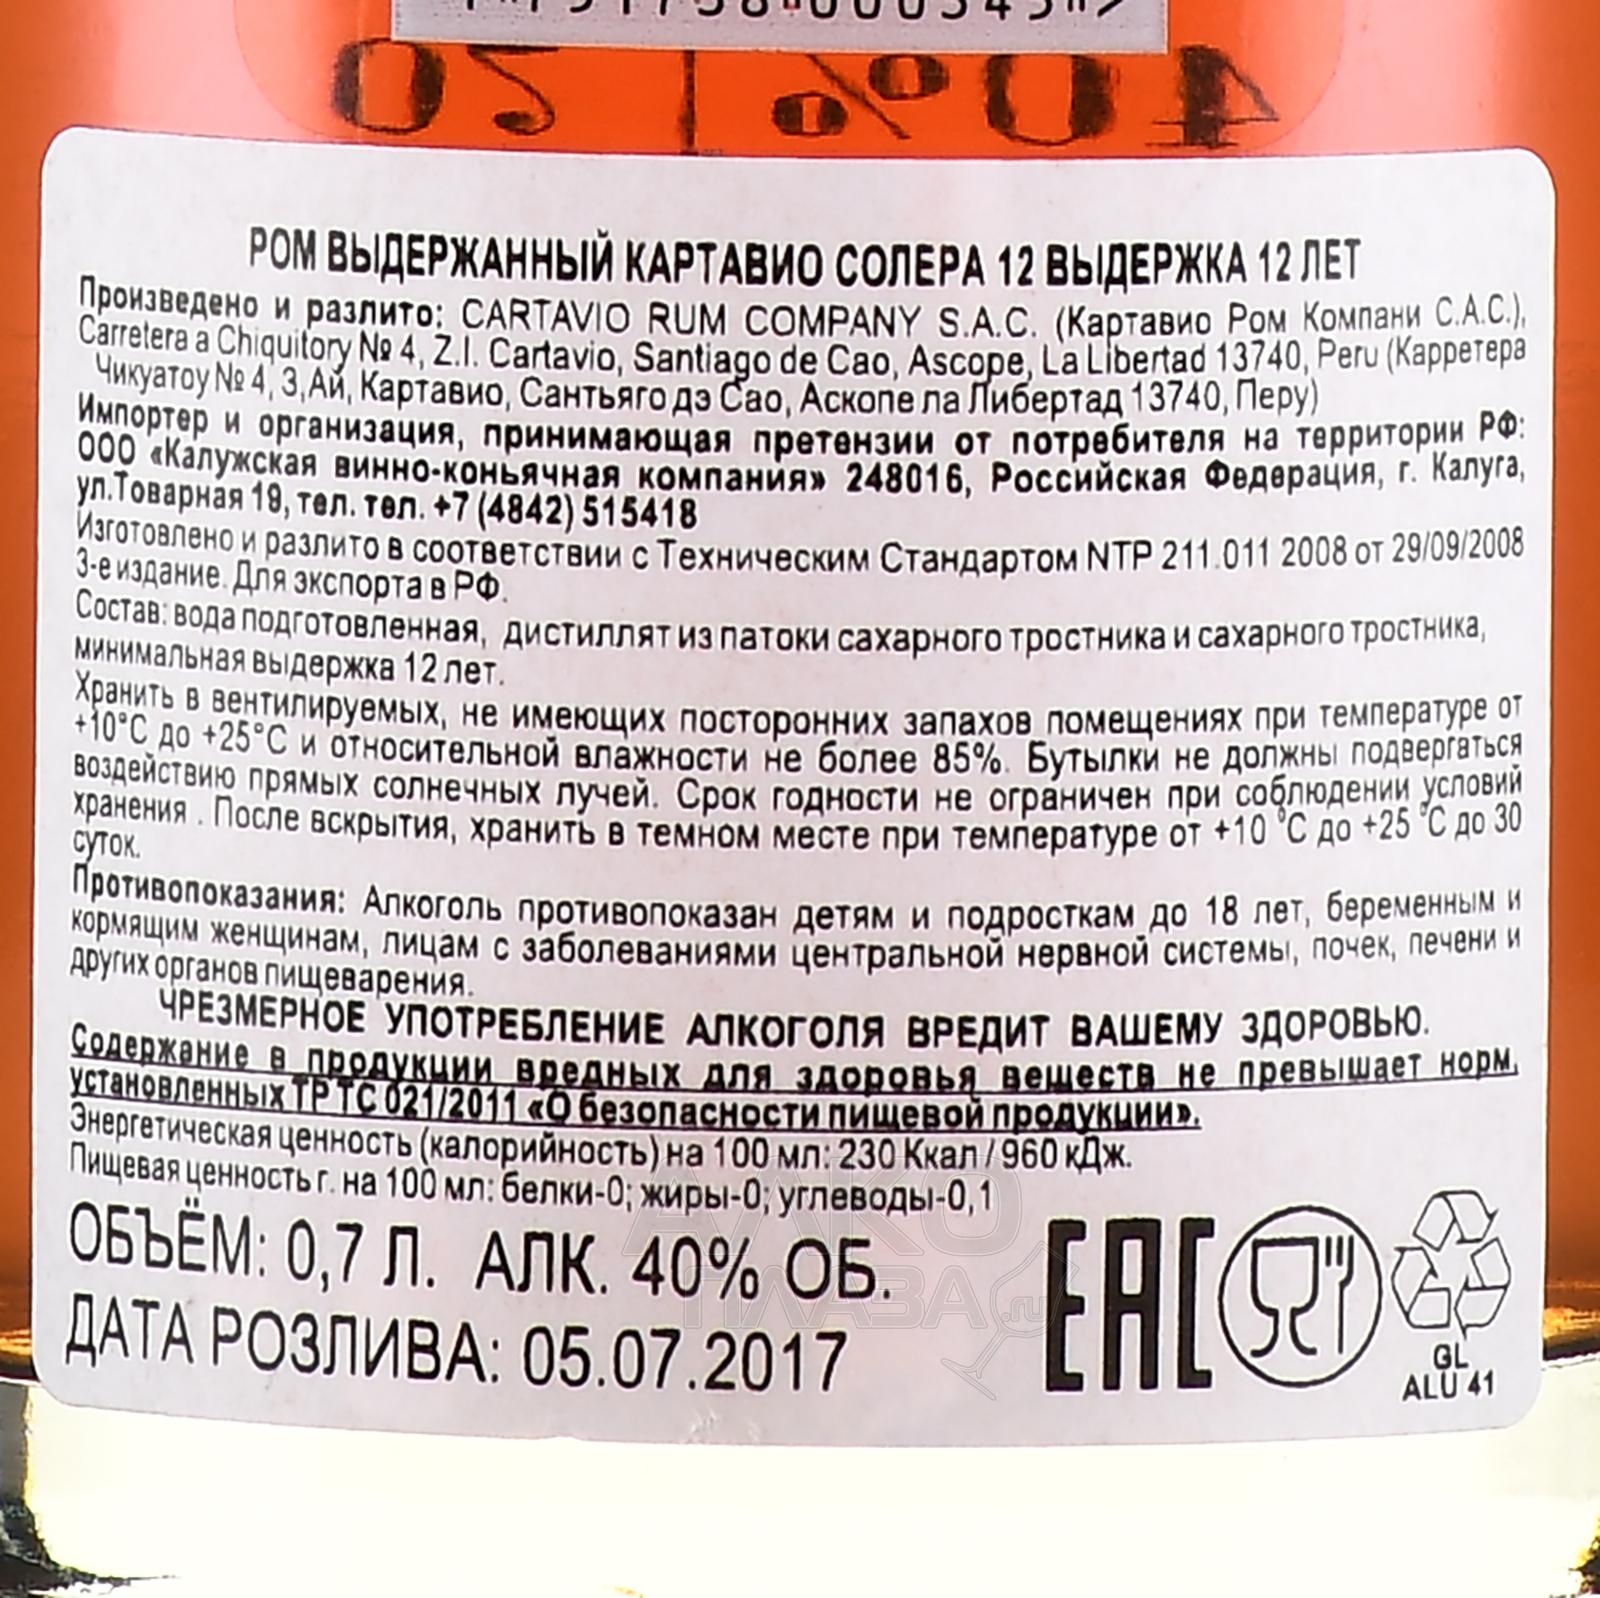 40% | 70
РОМ ВЫДЕРЖАННЫЙ КАРТАВИО СОЛЕРА 12 ВЫДЕРЖКА 12 ЛЕТ
Произведено и разлито: CARTAVIO RUM COMPANY S.A.C. (Картавио Ром Компани С.А.С.),
Carretera a Chiquitory № 4, Z.I. Cartavio, Santiago de Cao, Ascope, La Libertad 13740, Peru (Карретера
Чикуатоу № 4, З,Ай, Картавио, Сантьяго дэ Сао, Аскопе ла Либертад 13740, Перу)
Импортер и организация, принимающая претензии от потребителя на территории РФ:
ООО «Калужская винно-коньячная компания» 248016, Российская Федерация, г. Калуга,
ул.Товарная 19, тел. тел. +7 (4842) 515418
Изготовлено и разлито в соответствии с Техническим Стандартом NTP 211.011 2008 от 29/09/2008
3-е издание. Для экспорта в РФ.
Состав: вода подготовленная, дистиллят из патоки сахарного тростника и сахарного тростника,
минимальная выдержка 12 лет.
Хранить в вентилируемых, не имеющих посторонних запахов помещениях при температуре от
+10°С до +25°С и относительной влажности не более 85%. Бутылки не должны подвергаться
воздействию прямых солнечных лучей. Срок годности не ограничен при соблюдении условий
хранения . После вскрытия, хранить в темном месте при температуре от +10 °С до +25 °С до 30
суток.
Противопоказания: Алкоголь противопоказан детям и подросткам до 18 лет, беременным и
кормящим женщинам, лицам с заболеваниями центральной нервной системы, почек, печени и
других органов пищеварения.
ЧРЕЗМЕРНОЕ УПОТРЕБЛЕНИЕ АЛКОГОЛЯ ВРЕДИТ ВАШЕМУ ЗДОРОВЬЮ.
Содержание в продукции вредных для здоровья веществ не превышает норм,
установленных ТР ТС 021/2011 «О безопасности пищевой продукции».
Энергетическая ценность (калорийность) на 100 мл: 230 Ккал / 960 кДж.
Пищевая ценность г. на 100 мл: белки-0; жиры-0; углеводы-0,1
ОБЪЁМ: 0,7 Л. АЛК. 40% ОБ.
ДАТА РОЗЛИВА: 05.07.2017
EAC
GL
ALU 41
АЛКО
ПЛАЗА .ru